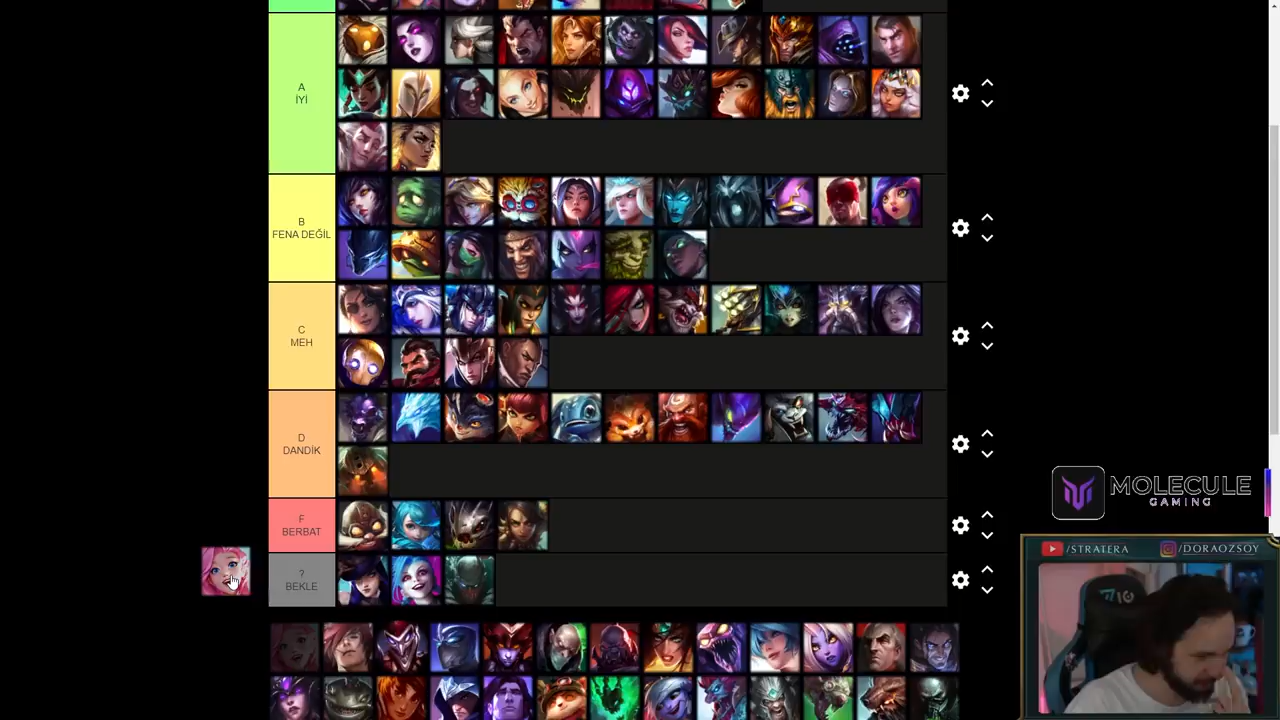 A
İYİ
B
FENA DEĞİL
C
MEH
D
DANDİK
F
BERBAT
?
BEKLE
MOLECULE
GAMING
/STRATERA
/DORAOZSOY